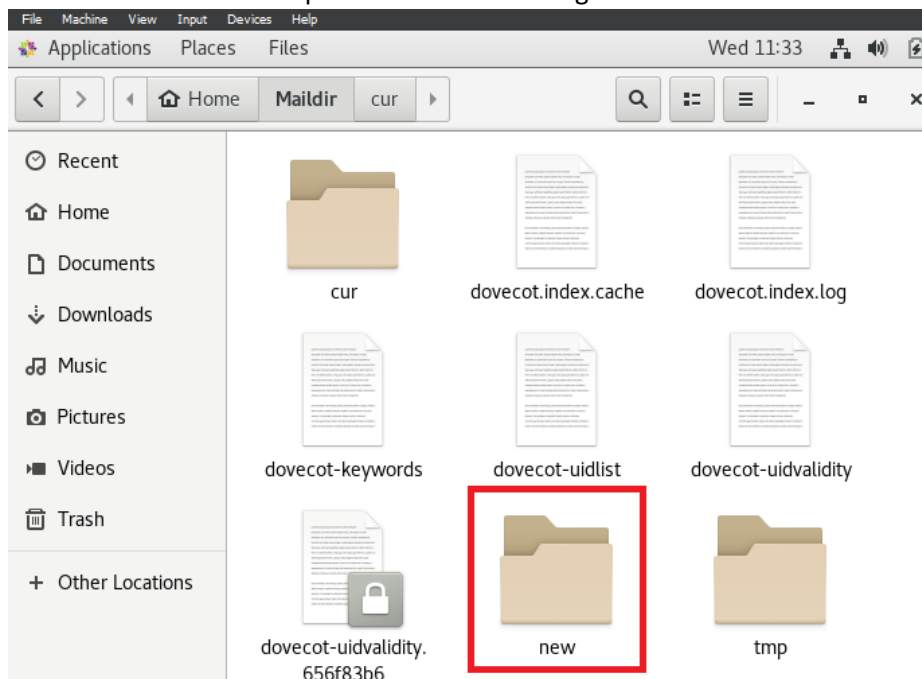 File Machine View Input Devices Help
Applications Places Files Wed 11:33
Home Maildir cur
Recent
Home
Documents
Downloads
Music
Pictures
Videos
Trash
+ Other Locations
cur dovecot.index.cache dovecot.index.log
dovecot-keywords dovecot-uidlist dovecot-uidvalidity
dovecot-uidvalidity. new tmp
656f83b6